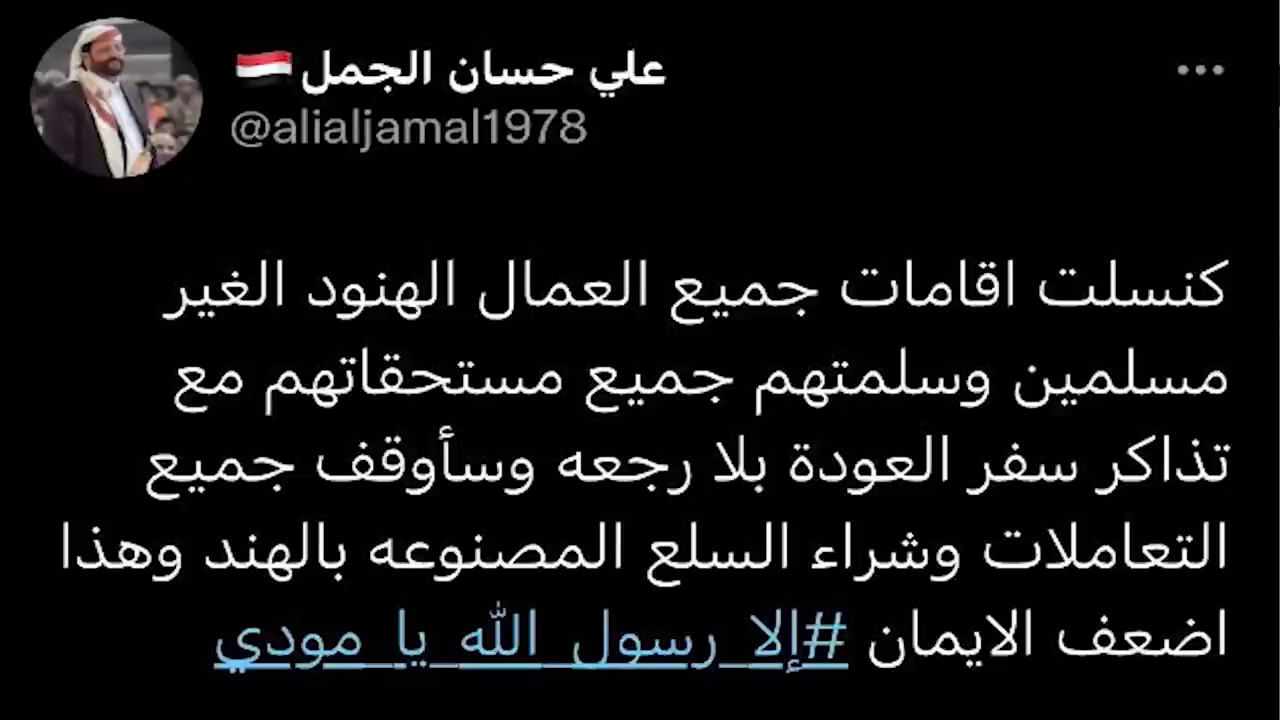 علي حسان الجمل🇾🇪
@alialjamal1978
كنسلت اقامات جميع العمال الهنود الغير
مسلمين وسلمتهم جميع مستحقاتهم مع
تذاكر سفر العودة بلا رجعه وسأوقف جميع
التعاملات وشراء السلع المصنوعه بالهند وهذا
اضعف الايمان #إلا_رسول_الله_يا_مودي